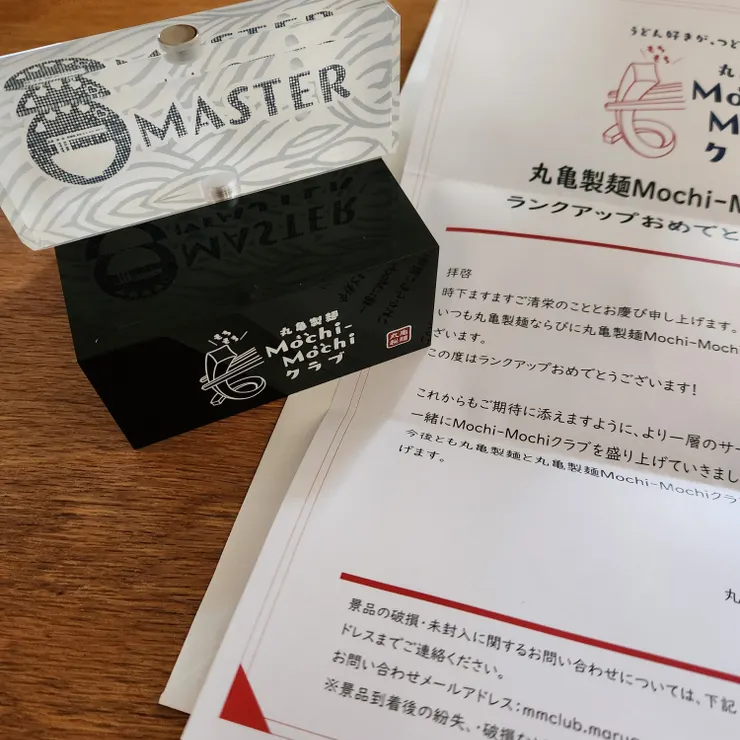 MASTER
丸亀製麺
Mochi-
Mochi
クラブ
丸亀
製麺
うどん好きが、つど
丸
Mo
M
ク
丸亀製麺Mochi-M
ランクアップおめでと
拝啓
時下ますますご清栄のこととお慶び申し上げます。
いつも丸亀製麺ならびに丸亀製麺Mochi-Moch
ざいます。
この度はランクアップおめでとうございます!
これからもご期待に添えますように、より一層のサー
一緒にMochi-Mochiクラブを盛り上げていきまし
今後とも丸亀製麺と丸亀製麺Mochi-Mochiクラ
げます。
丸
景品の破損・未封入に関するお問い合わせについては、下記
ドレスまでご連絡ください。
お問い合わせメールアドレス:mmclub.maru
※景品到着後の紛失、・破損な